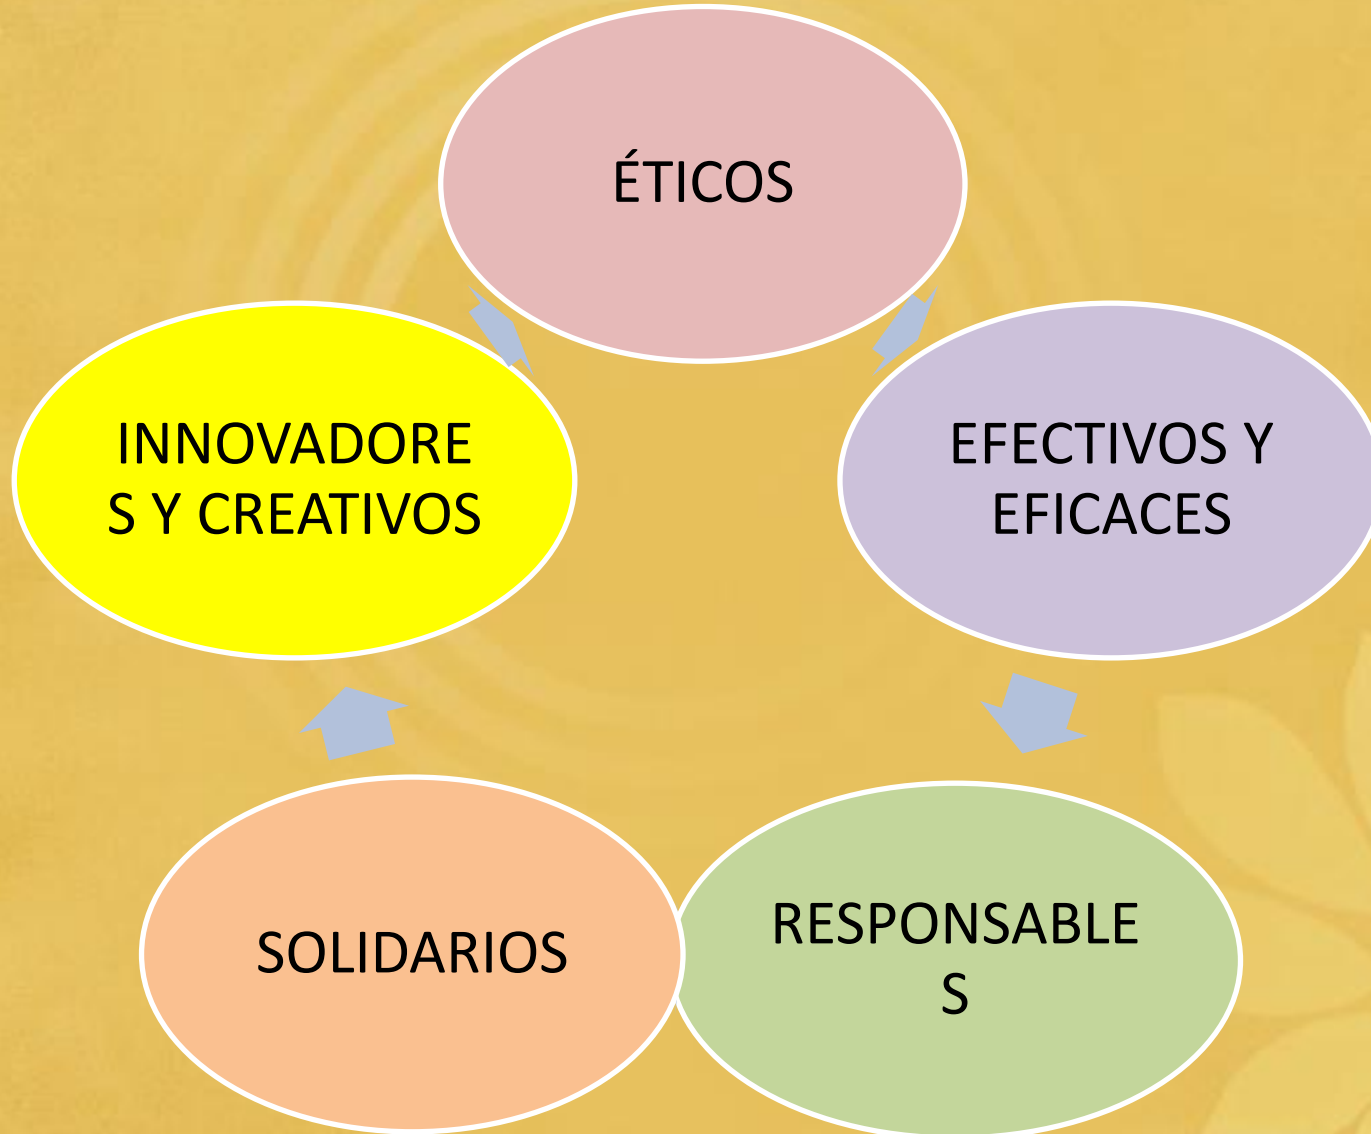 ÉTICOS
EFECTIVOS Y
EFICACES
RESPONSABLE
S
SOLIDARIOS
INNOVADORE
S Y CREATIVOS